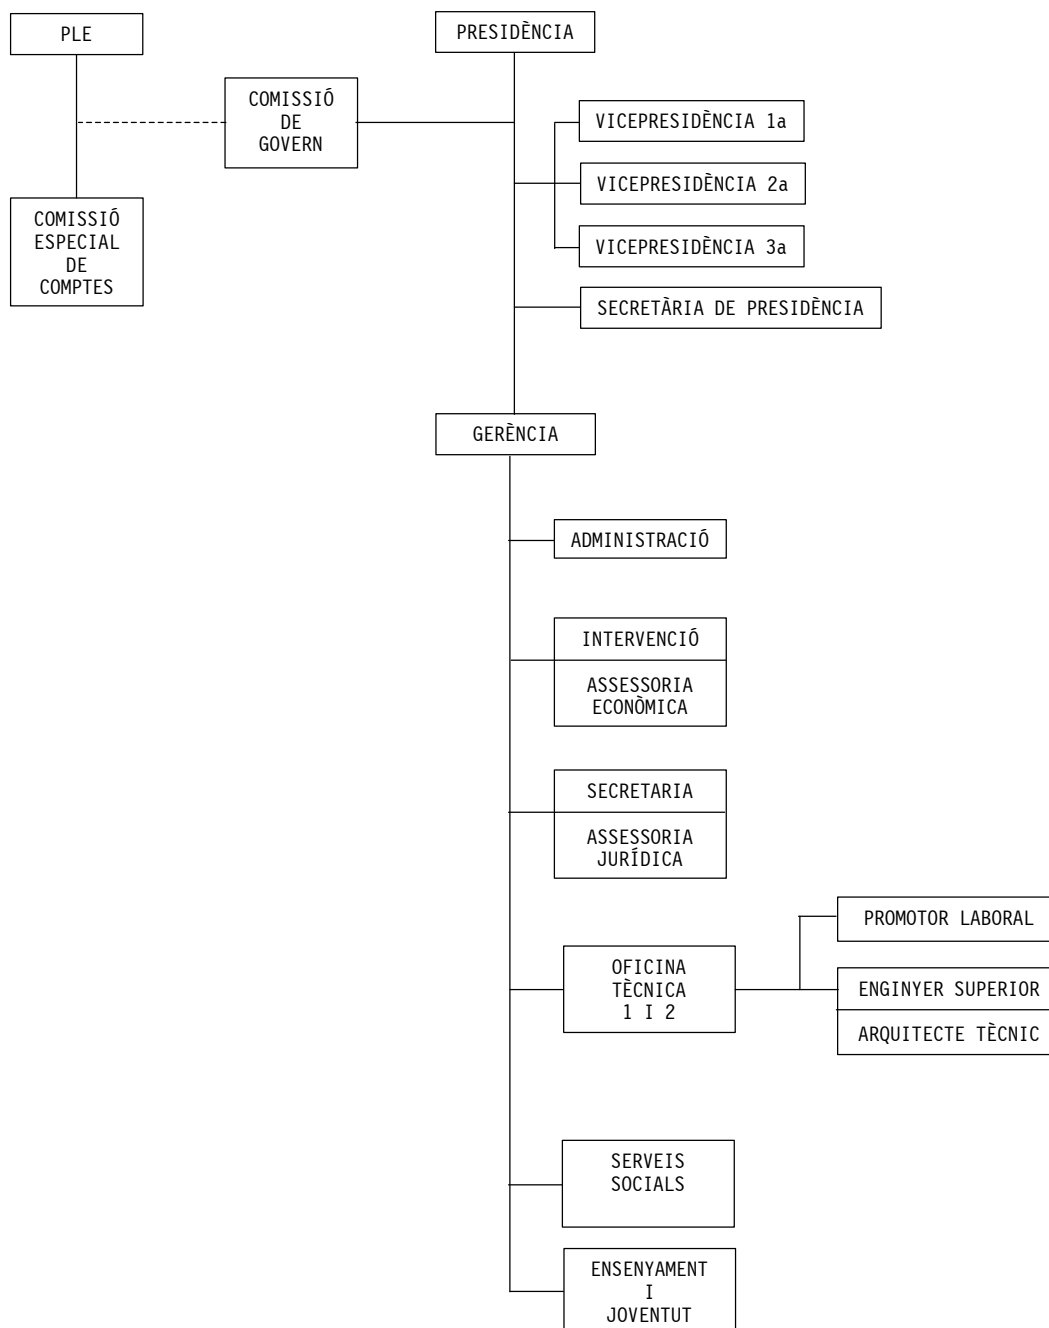 PLE
PRESIDÈNCIA
COMISSIÓ
DE
GOVERN
VICEPRESIDÈNCIA 1a
VICEPRESIDÈNCIA 2a
VICEPRESIDÈNCIA 3a
COMISSIÓ
ESPECIAL
DE
COMPTES
SECRETÀRIA DE PRESIDÈNCIA
GERÈNCIA
ADMINISTRACIÓ
INTERVENCIÓ
ASSESSORIA
ECONÒMICA
SECRETARIA
ASSESSORIA
JURÍDICA
OFICINA
TÈCNICA
1 I 2
PROMOTOR LABORAL
ENGINYER SUPERIOR
ARQUITECTE TÈCNIC
SERVEIS
SOCIALS
ENSENYAMENT
I
JOVENTUT